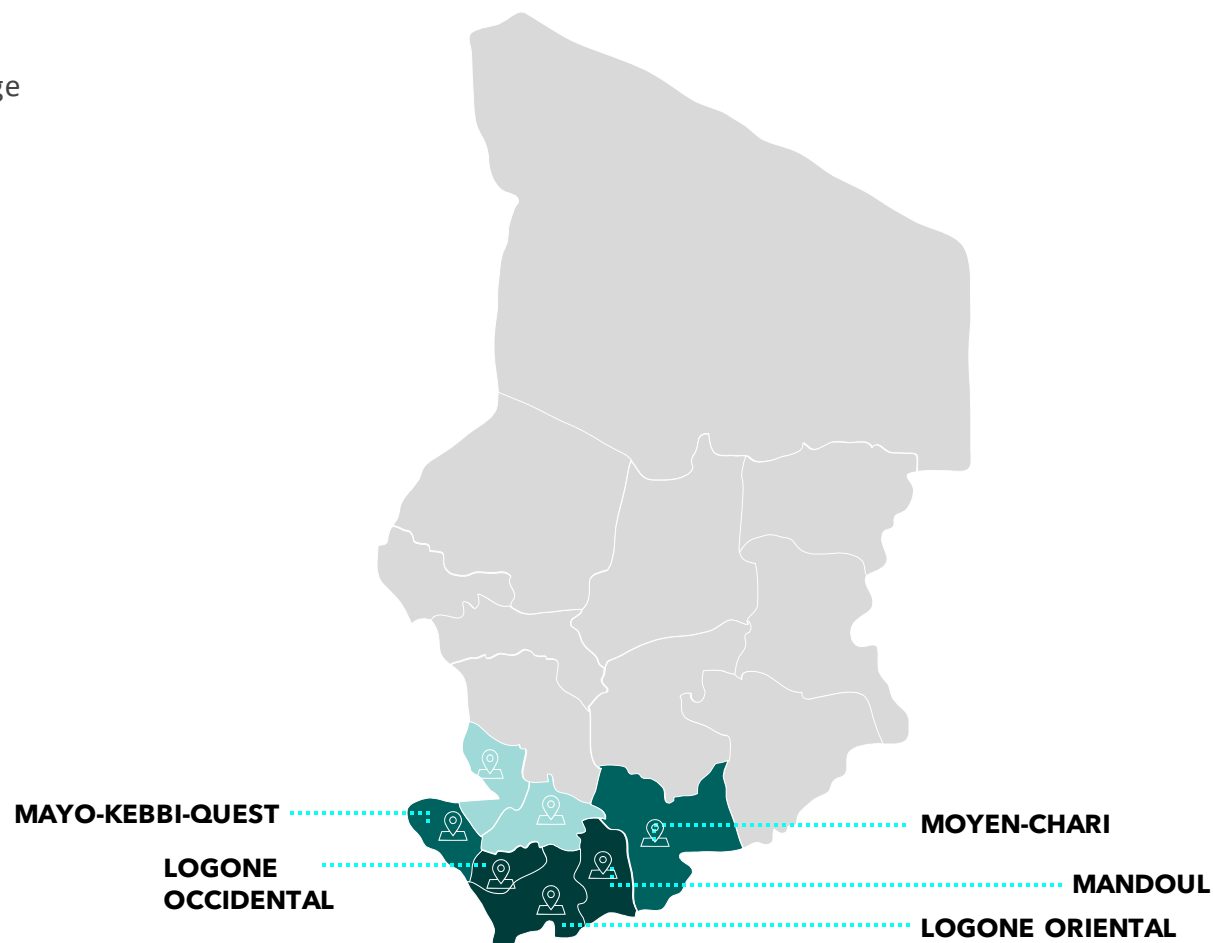 ge
MAYO-KEBBI-QUEST
MOYEN-CHARI
LOGONE
OCCIDENTAL
MANDOUL
LOGONE ORIENTAL